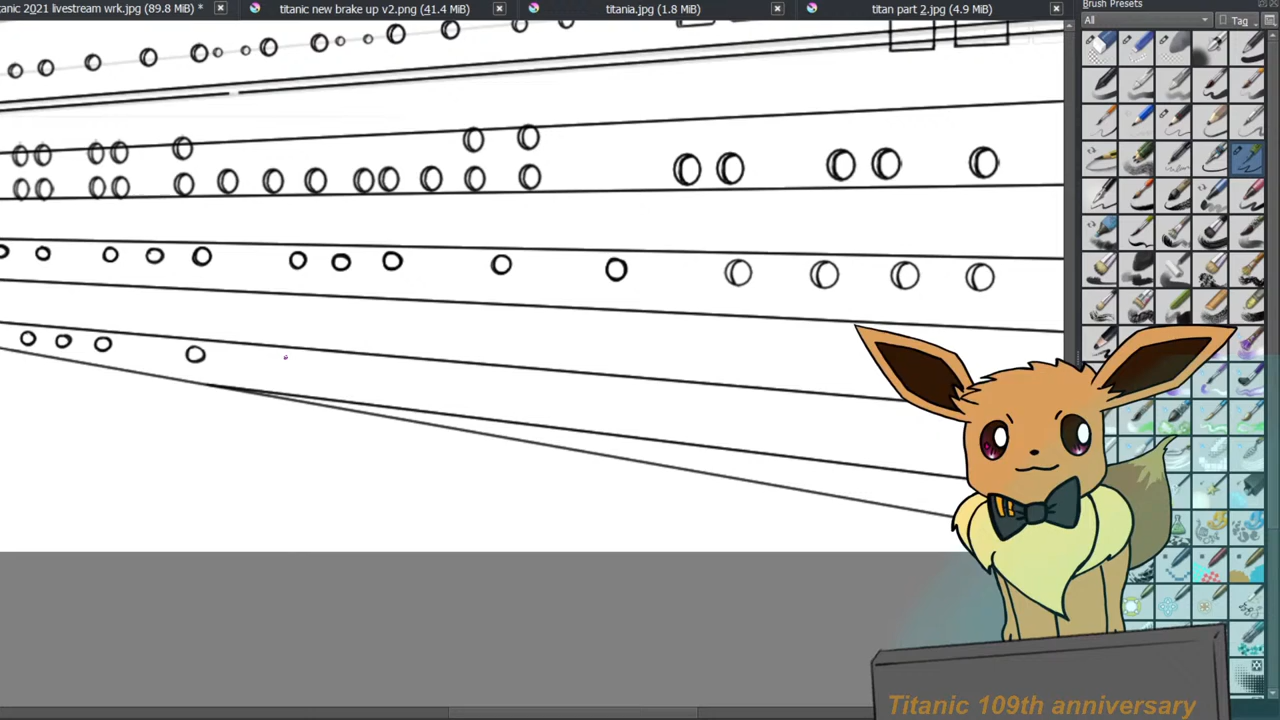 tanic 2021 livestream wrk.jpg (89.8 MiB) * titanic new brake up v2.png (41.4 MiB) titania.jpg (1.8 MiB) titan part 2.jpg (4.9 MiB)
Brush Presets
All Tag
Titanic 109th anniversary